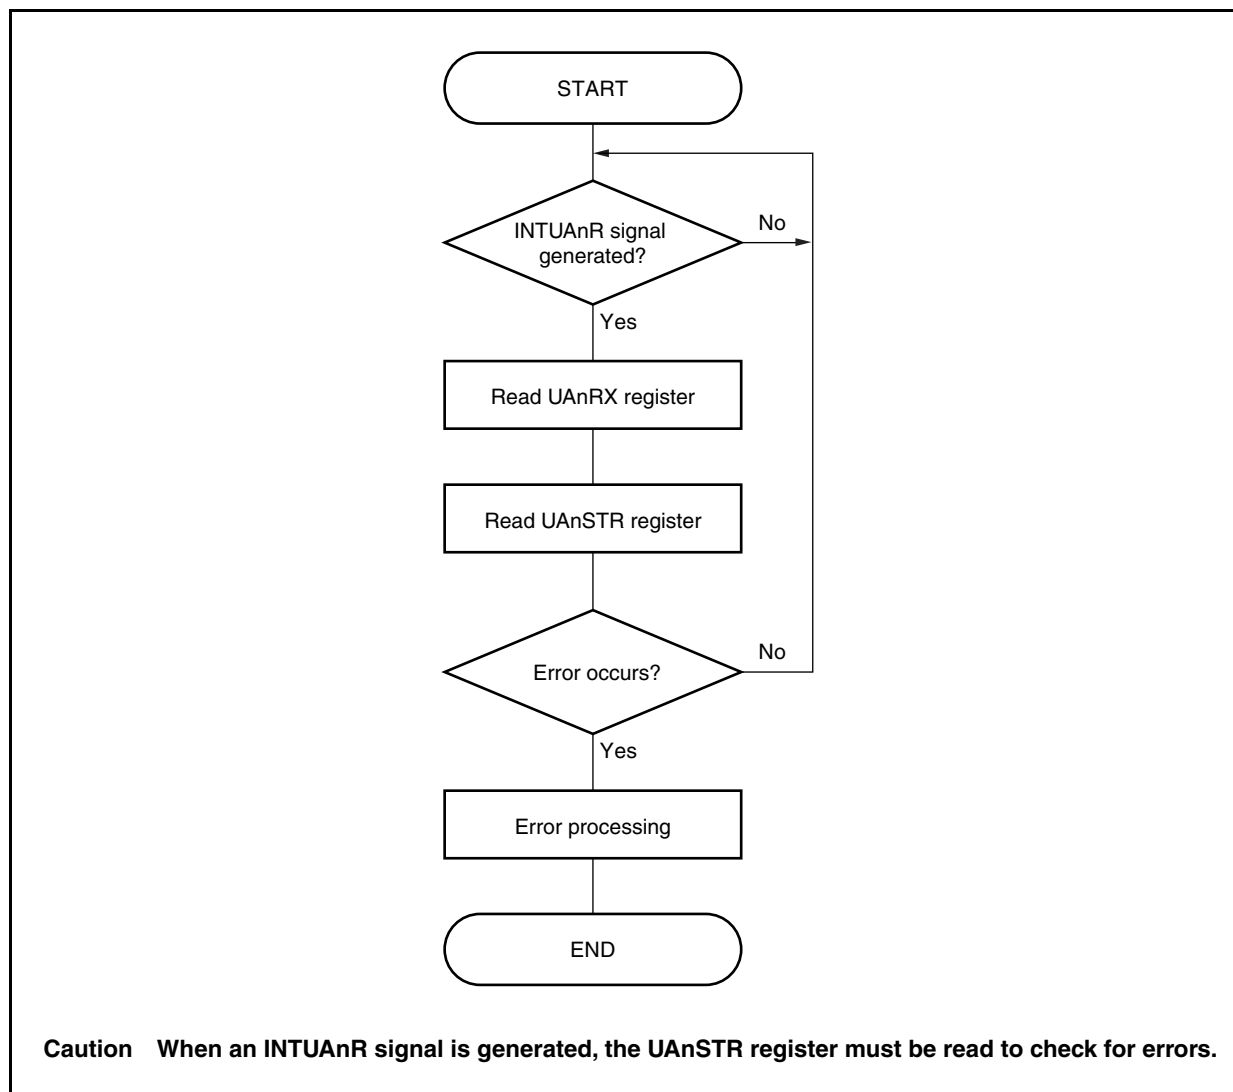 START
INTUAnR signal
generated?
No
Yes
Read UAnRX register
Read UAnSTR register
Error occurs?
No
Yes
Error processing
END
Caution When an INTUAnR signal is generated, the UAnSTR register must be read to check for errors.